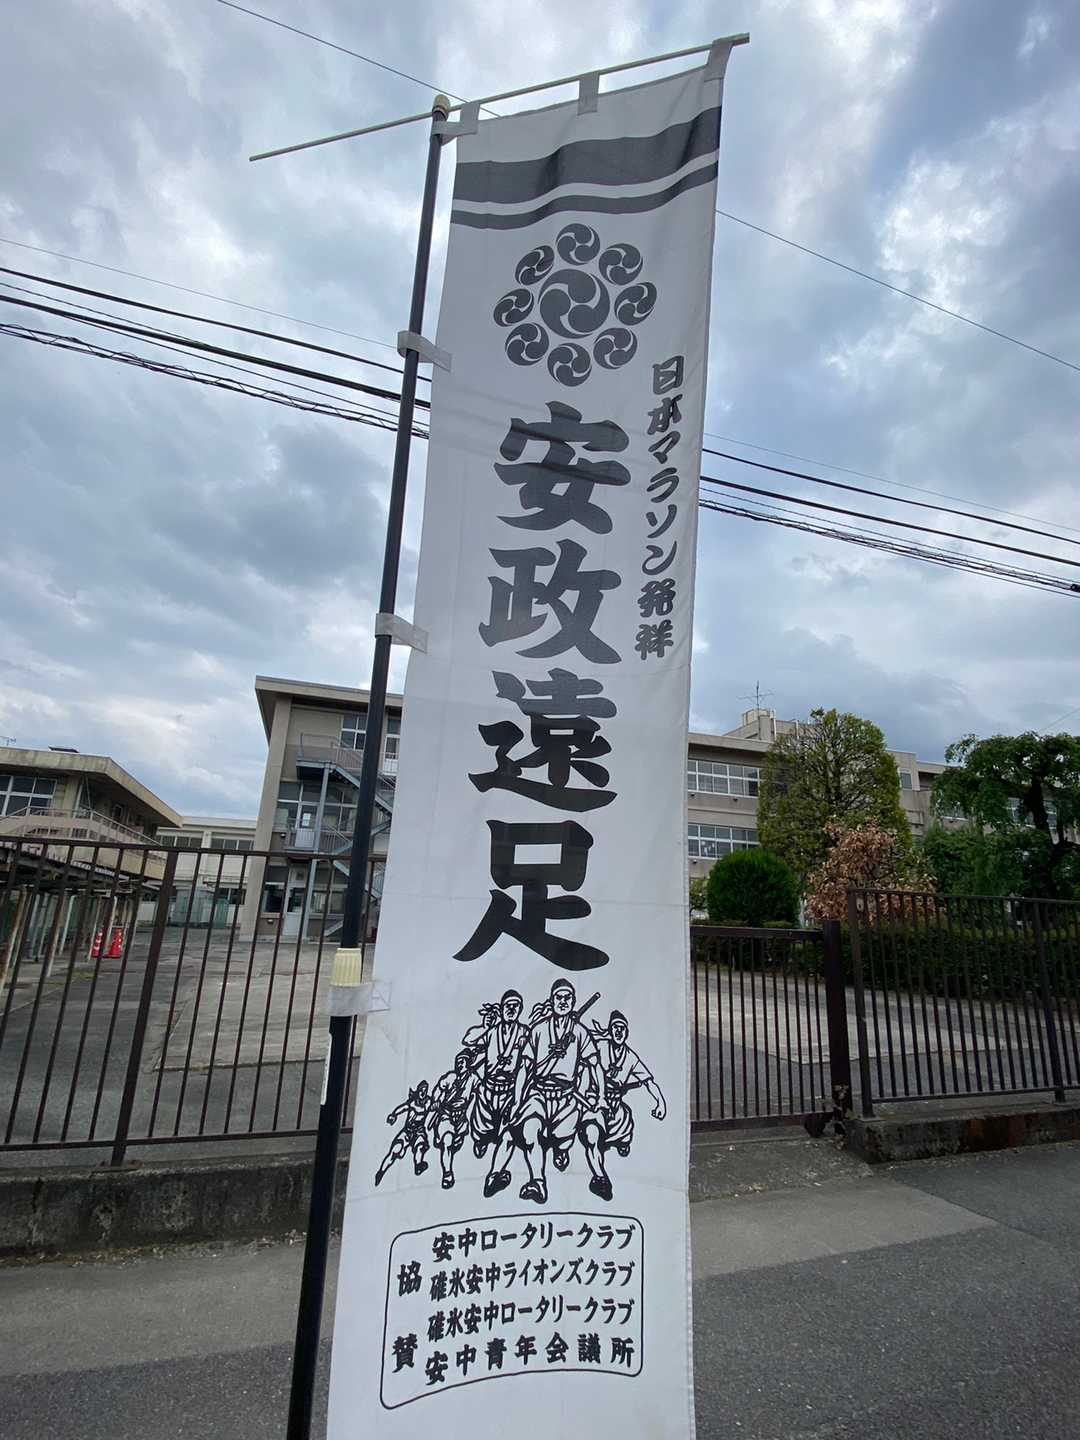 日本マラソン発祥
安政遠足
協賛
安中ロータリークラブ
碓氷安中ライオンズクラブ
碓氷安中ロータリークラブ
安中青年会議所